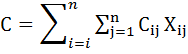 C = ∑_{i=i}^{n} ∑_{j=1}^{n} C_{ij} X_{ij}